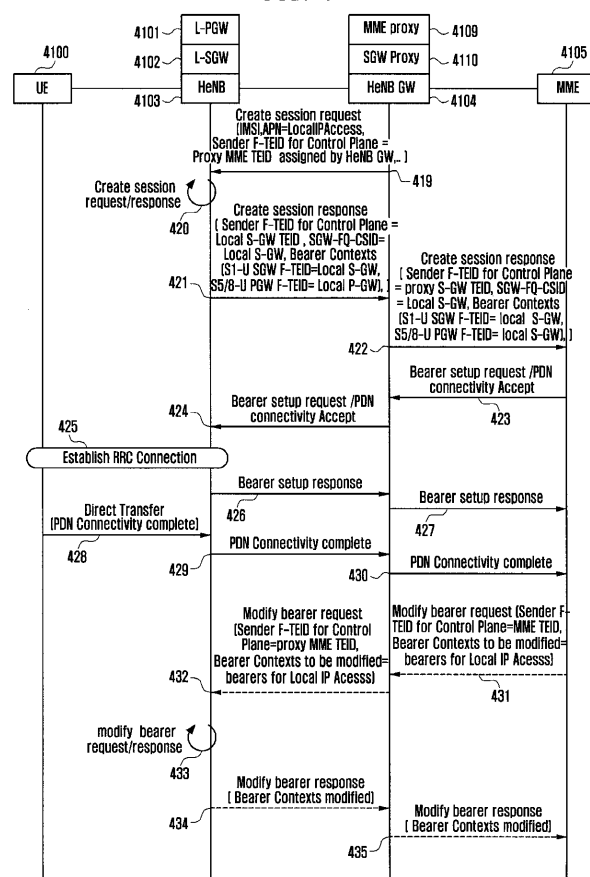 4101
L-PGW
MME proxy
4109
4100
4102
L-SGW
SGW Proxy
4110
4105
UE
HeNB
HeNB GW
MME
4103
4104
Create session request
[IMSI,APN=LocalIPAccess,
Sender F-TEID for Control Plane =
Proxy MME TEID assigned by HeNB GW,.. ]
419
Create session
request/response
420
Create session response
[ Sender F-TEID for Control Plane =
Local S-GW TEID , SGW-FQ-CSID=
Local S-GW, Bearer Contexts
(S1-U SGW F-TEID=Local S-GW,
S5/8-U PGW F-TEID= Local P-GW), ]
421
Create session response
[ Sender F-TEID for Control Plane
= proxy S-GW TEID, SGW-FQ-CSID
= Local S-GW, Bearer Contexts
(S1-U SGW F-TEID= local S-GW,
S5/8-U PGW F-TEID= local S-GW), ]
422
Bearer setup request /PDN
connectivity Accept
423
Bearer setup request /PDN
connectivity Accept
424
425
Establish RRC Connection
Bearer setup response
426
Bearer setup response
427
Direct Transfer
(PDN Connectivity complete)
428
PDN Connectivity complete
429
PDN Connectivity complete
430
Modify bearer request (Sender F-
TEID for Control Plane=MME TEID,
Bearer Contexts to be modified=
bearers for Local IP Acesss)
431
Modify bearer request
(Sender F-TEID for Control
Plane=proxy MME TEID,
Bearer Contexts to be modified=
bearers for Local IP Acesss)
432
modify bearer
request/response
433
Modify bearer response
[ Bearer Contexts modified)
434
Modify bearer response
[ Bearer Contexts modified)
435